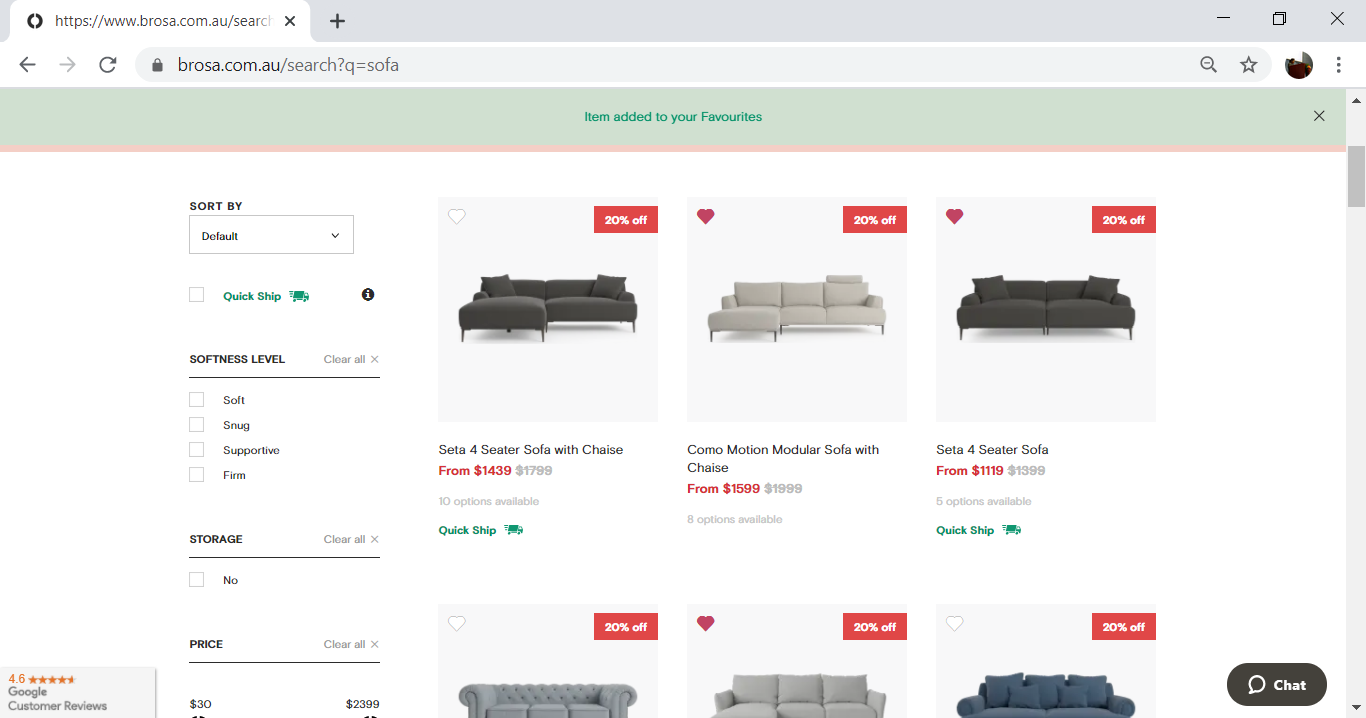 https://www.brosa.com.au/search
brosa.com.au/search?q=sofa
Item added to your Favourites
SORT BY
Default
Quick Ship
SOFTNESS LEVEL Clear all
Soft
Snug
Supportive
Firm
STORAGE Clear all
No
PRICE Clear all
$30 $2399
20% off
Seta 4 Seater Sofa with Chaise
From $1439 $1799
10 options available
Quick Ship
20% off
Como Motion Modular Sofa with
Chaise
From $1599 $1999
8 options available
20% off
Seta 4 Seater Sofa
From $1119 $1399
5 options available
Quick Ship
20% off
20% off
20% off
4.6
Google
Customer Reviews
Chat